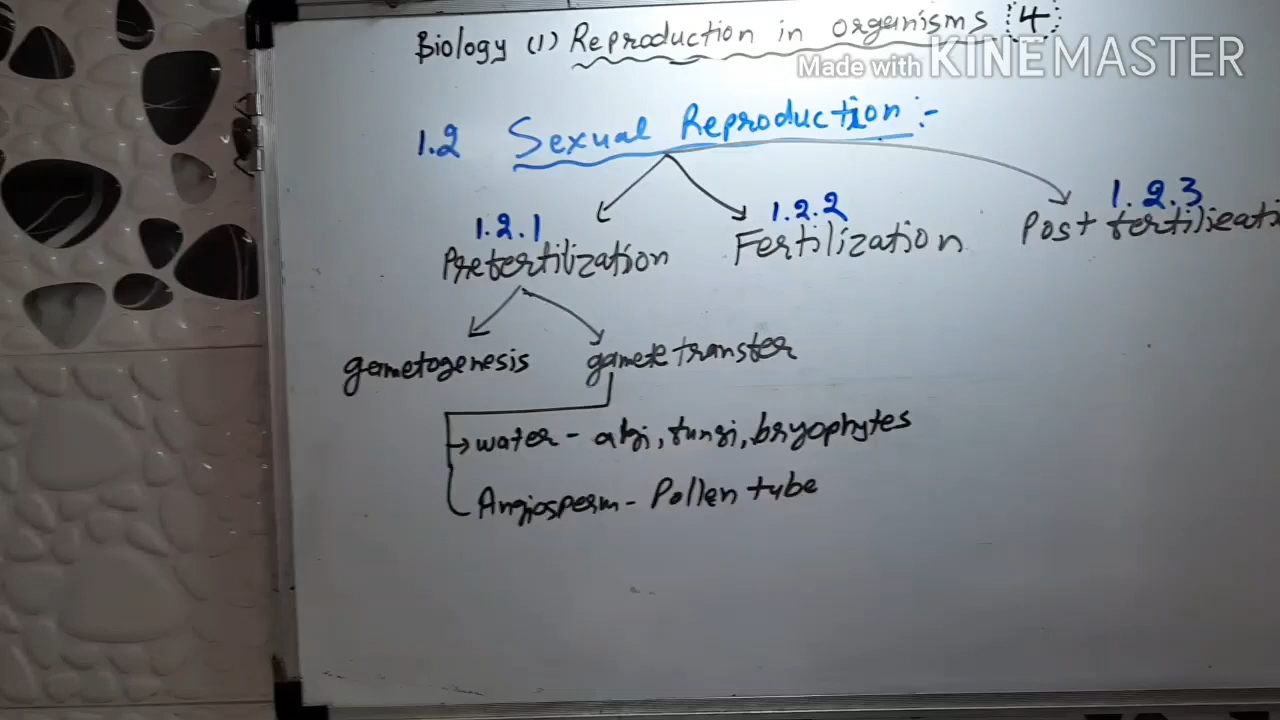 Biology (1) Reproduction in organisms 4
Made with KINEMASTER
1.2 Sexual Reproduction :-
1.2.1 1.2.2 1.2.3
Prefertilization Fertilization Post
gametogenesis gamete transfer
water - algi, fungi, bryophytes
Angiosperm - Pollen tube